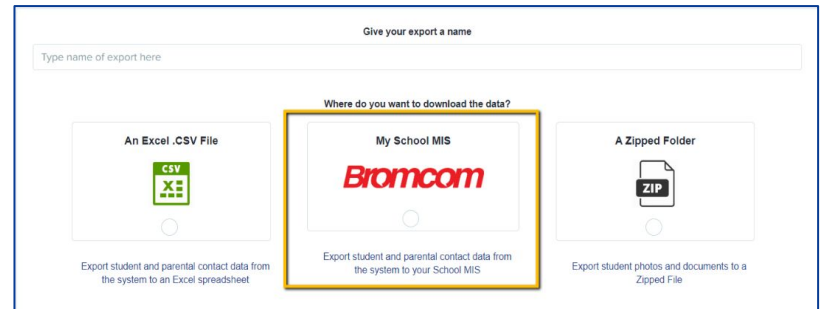 Give your export a name
Type name of export here
Where do you want to download the data?
An Excel .CSV File
CSV
X
Export student and parental contact data from
the system to an Excel spreadsheet
My School MIS
Bromcom
Export student and parental contact data from
the system to your School MIS
A Zipped Folder
ZIP
Export student photos and documents to a
Zipped File